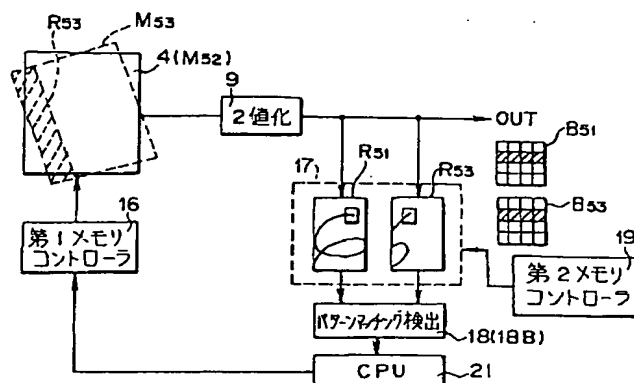 R53
M53
4(M52)
9
2値化
OUT
B51
B53
17
R51
R53
16
第1メモリ
コントローラ
19
第2メモリ
コントローラ
パターンマッチング検出
18(18B)
CPU
21